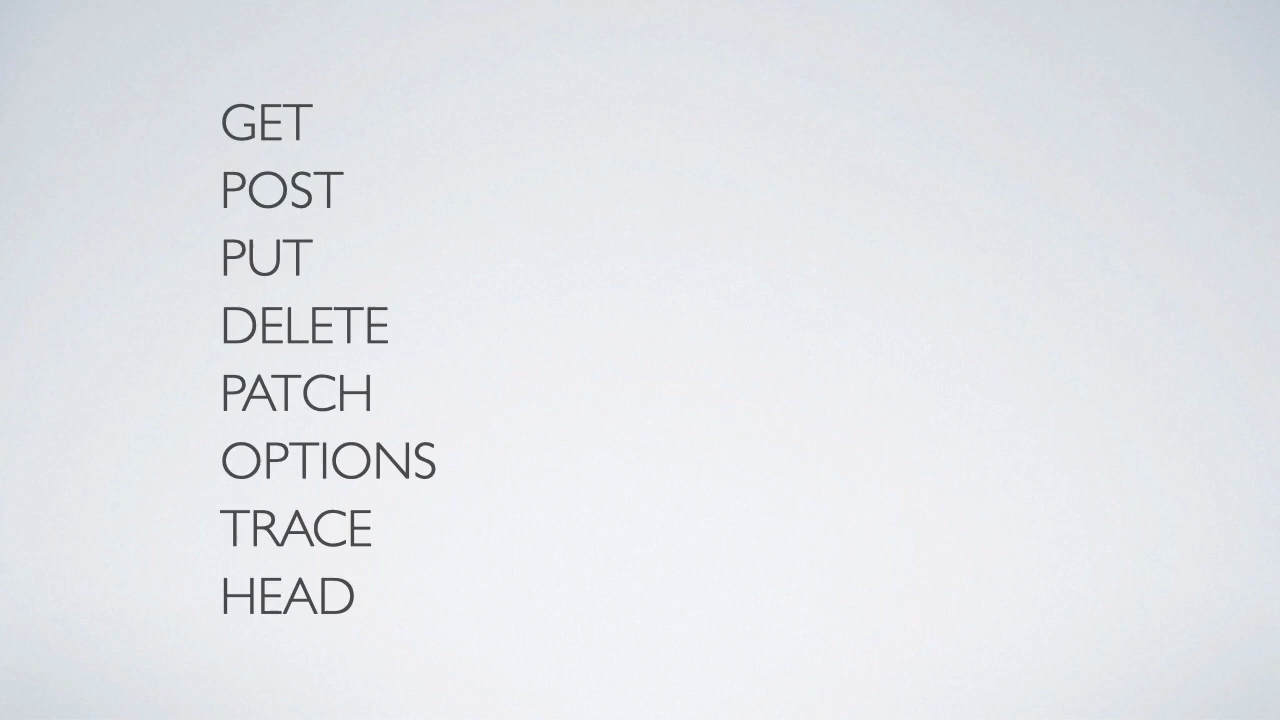 GET
POST
PUT
DELETE
PATCH
OPTIONS
TRACE
HEAD